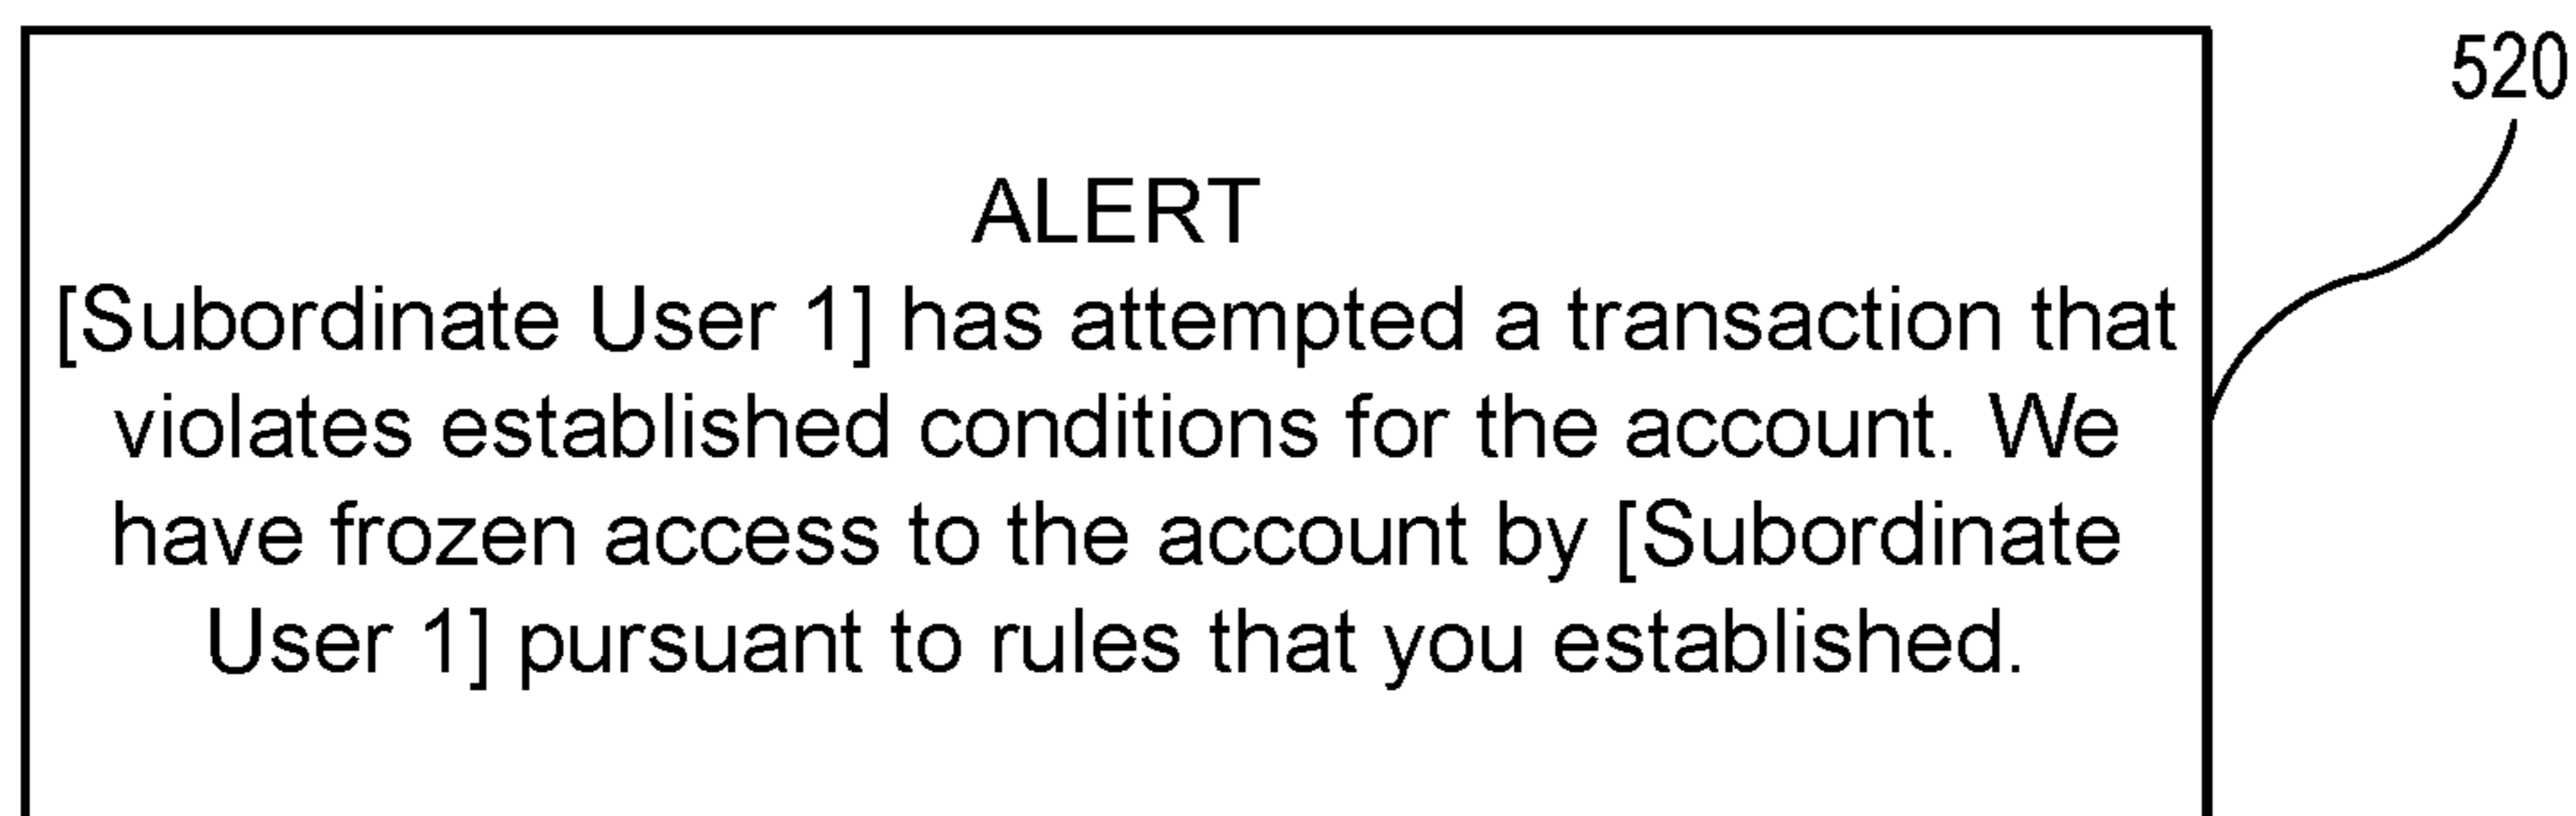 520
ALERT
[Subordinate User 1] has attempted a transaction that
violates established conditions for the account. We
have frozen access to the account by [Subordinate
User 1] pursuant to rules that you established.